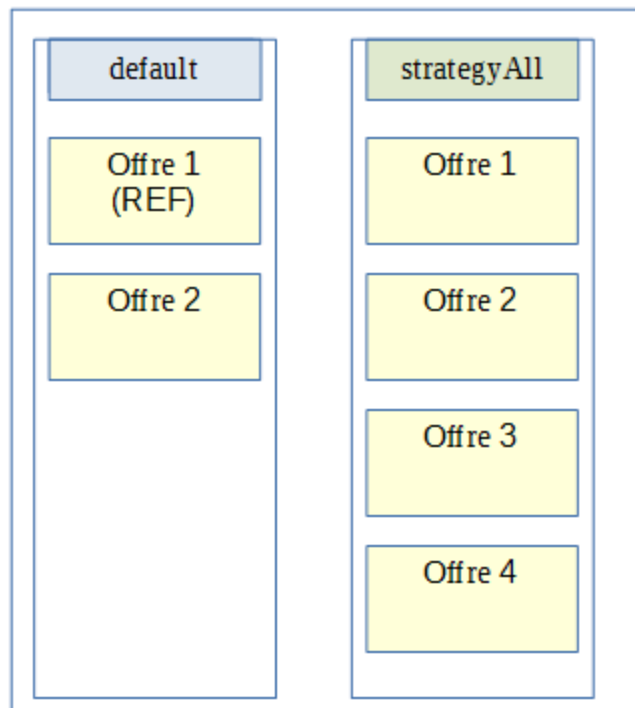 default
Offre 1
(REF)
Offre 2
strategyAll
Offre 1
Offre 2
Offre 3
Offre 4